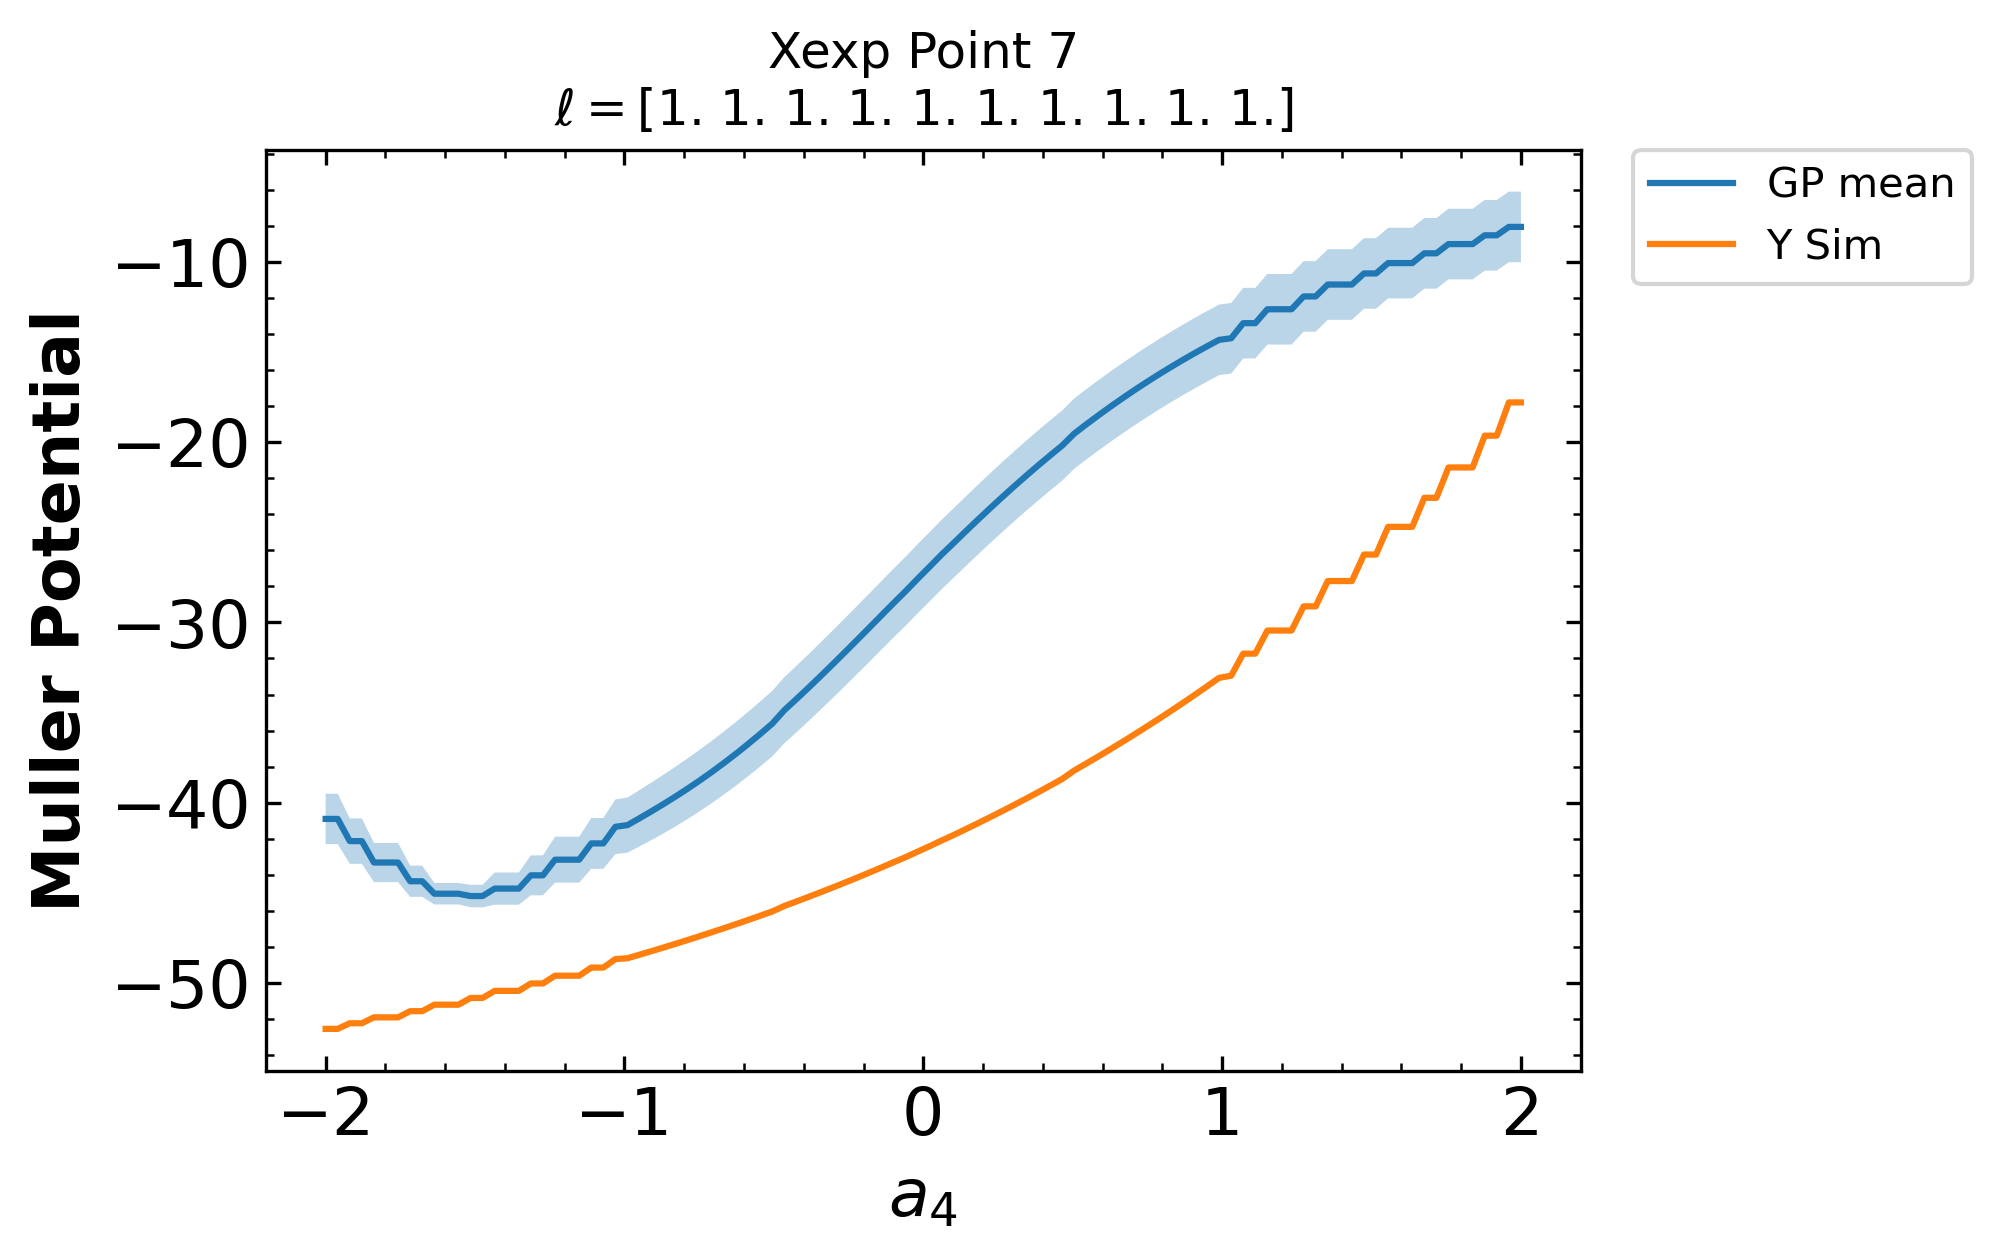 Xexp Point 7
ℓ = [1. 1. 1. 1. 1. 1. 1. 1. 1. 1.]
GP mean
Y Sim
Muller Potential
−10
−20
−30
−40
−50
−2 −1 0 1 2
a₄